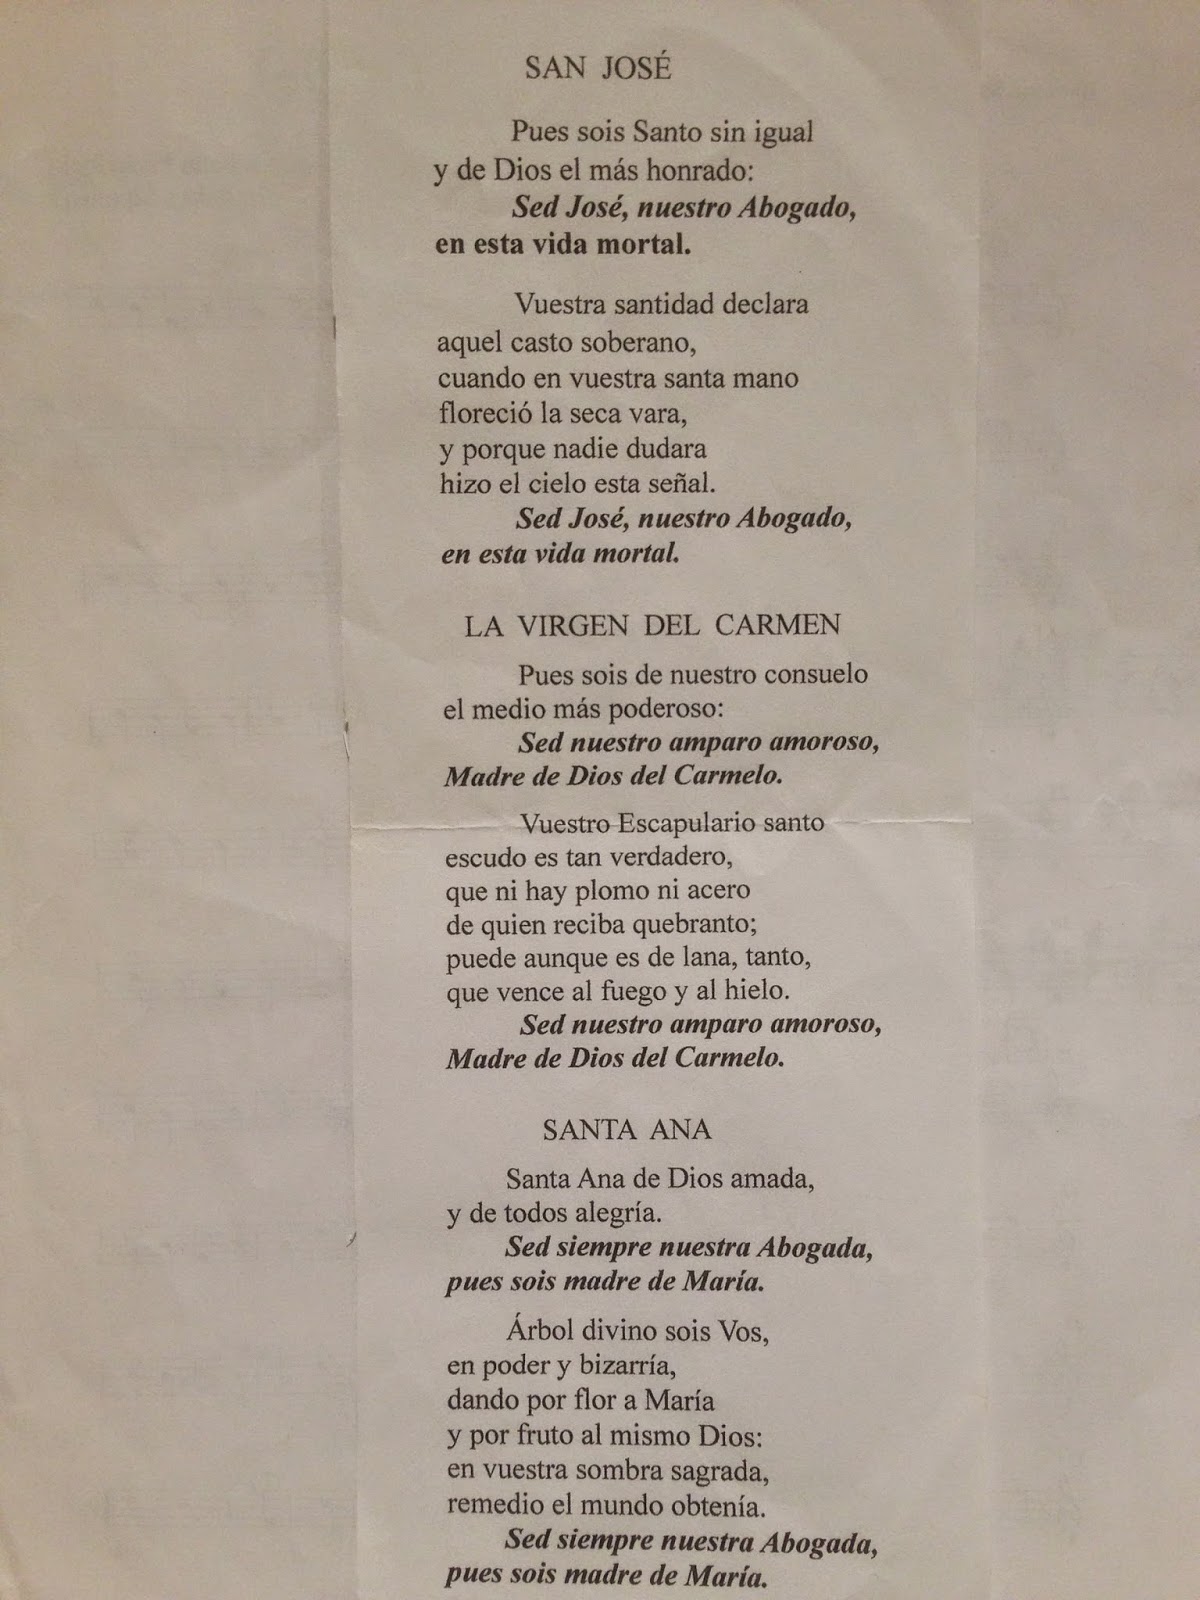 SAN JOSÉ
Pues sois Santo sin igual
y de Dios el más honrado:
Sed José, nuestro Abogado,
en esta vida mortal.
Vuestra santidad declara
aquel casto soberano,
cuando en vuestra santa mano
floreció la seca vara,
y porque nadie dudara
hizo el cielo esta señal.
Sed José, nuestro Abogado,
en esta vida mortal.
LA VIRGEN DEL CARMEN
Pues sois de nuestro consuelo
el medio más poderoso:
Sed nuestro amparo amoroso,
Madre de Dios del Carmelo.
Vuestro Escapulario santo
escudo es tan verdadero,
que ni hay plomo ni acero
de quien reciba quebranto;
puede aunque es de lana, tanto,
que vence al fuego y al hielo.
Sed nuestro amparo amoroso,
Madre de Dios del Carmelo.
SANTA ANA
Santa Ana de Dios amada,
y de todos alegría.
Sed siempre nuestra Abogada,
pues sois madre de María.
Árbol divino sois Vos,
en poder y bizarría,
dando por flor a María
y por fruto al mismo Dios:
en vuestra sombra sagrada,
remedio el mundo obtenía.
Sed siempre nuestra Abogada,
pues sois madre de María.